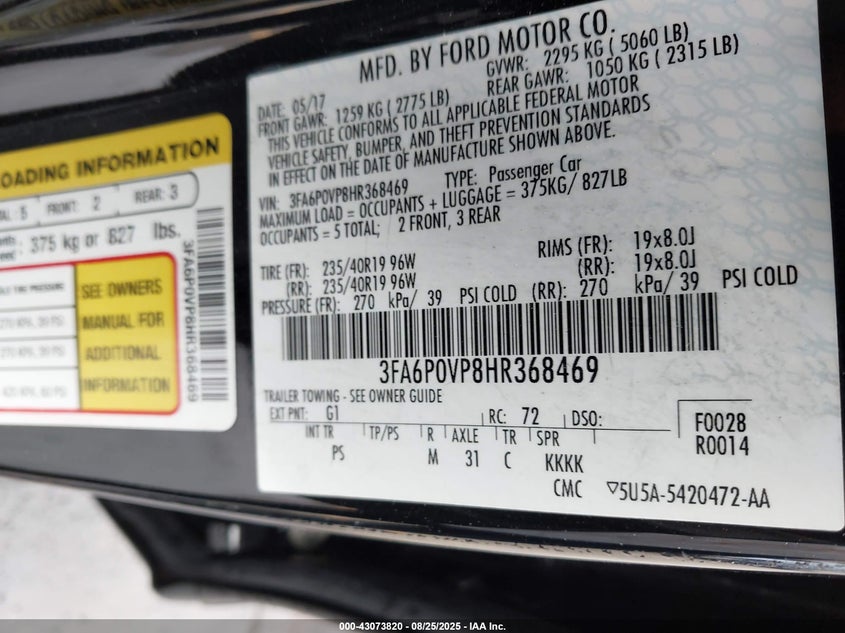 MFD. BY FORD MOTOR CO.
DATE: 05/17
GVWR: 2295 KG ( 5060 LB)
FRONT GAWR: 1259 KG ( 2775 LB)
REAR GAWR: 1050 KG ( 2315 LB)
THIS VEHICLE CONFORMS TO ALL APPLICABLE FEDERAL MOTOR
VEHICLE SAFETY, BUMPER, AND THEFT PREVENTION STANDARDS
IN EFFECT ON THE DATE OF MANUFACTURE SHOWN ABOVE.
VIN: 3FA6P0VP8HR368469 TYPE: Passenger Car
MAXIMUM LOAD = OCCUPANTS + LUGGAGE = 375KG/ 827LB
OCCUPANTS = 5 TOTAL; 2 FRONT, 3 REAR
TIRE (FR): 235/40R19 96W RIMS (FR): 19x8.0J
(RR): 235/40R19 96W (RR): 19x8.0J
PRESSURE (FR): 270 kPa/ 39 PSI COLD (RR): 270 kPa/ 39 PSI COLD
3FA6P0VP8HR368469
TRAILER TOWING - SEE OWNER GUIDE
EXT PNT: G1 RC: 72 DSO:
INT TR TP/PS R AXLE TR SPR
PS M 31 C KKKK
F0028
R0014
CMC ▽5U5A-5420472-AA
LOADING INFORMATION
5 FRONT: 2 REAR: 3
375 kg or 827 lbs.
TIRE PRESSURE
SEE OWNERS
MANUAL FOR
ADDITIONAL
INFORMATION
3FA6P0VP8HR368469
000-43073820 - 08/25/2025 - IAA Inc.